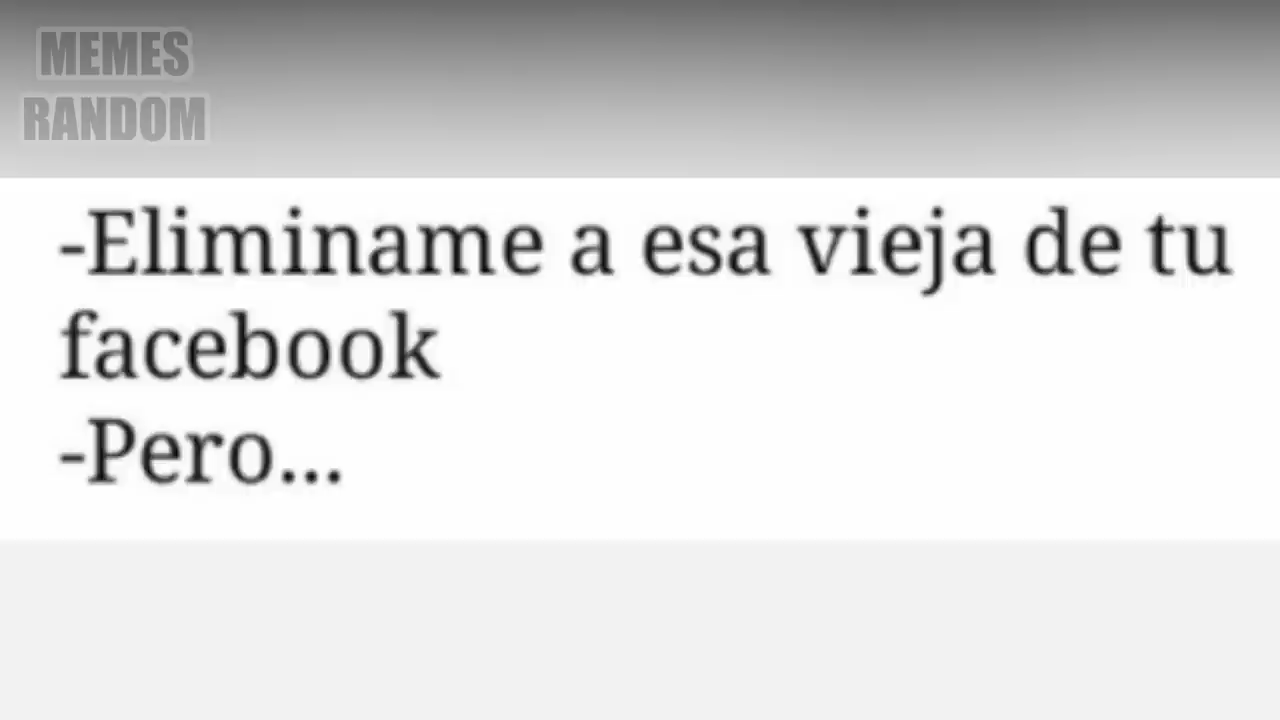 MEMES
RANDOM
-Eliminame a esa vieja de tu
facebook
-Pero...